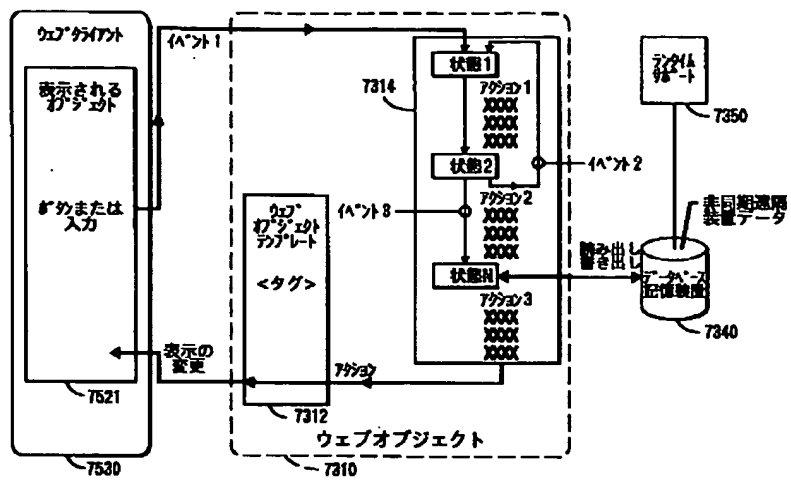 ウェブクライアント
表示される
オブジェクト
ボタンまたは
入力
7521
7530
イベント1
表示の
変更
ウェブ
オブジェクト
テンプレート
<タグ>
7312
アクション
ウェブオブジェクト
7310
7314
状態1
アクション1
XXXX
XXXX
XXXX
状態2
イベント2
イベント3
アクション2
XXXX
XXXX
XXXX
状態N
アクション3
XXXX
XXXX
XXXX
ランタイム
サポート
7350
非同期遠隔
装置データ
読み出し
書き出し
データベース
記憶装置
7340